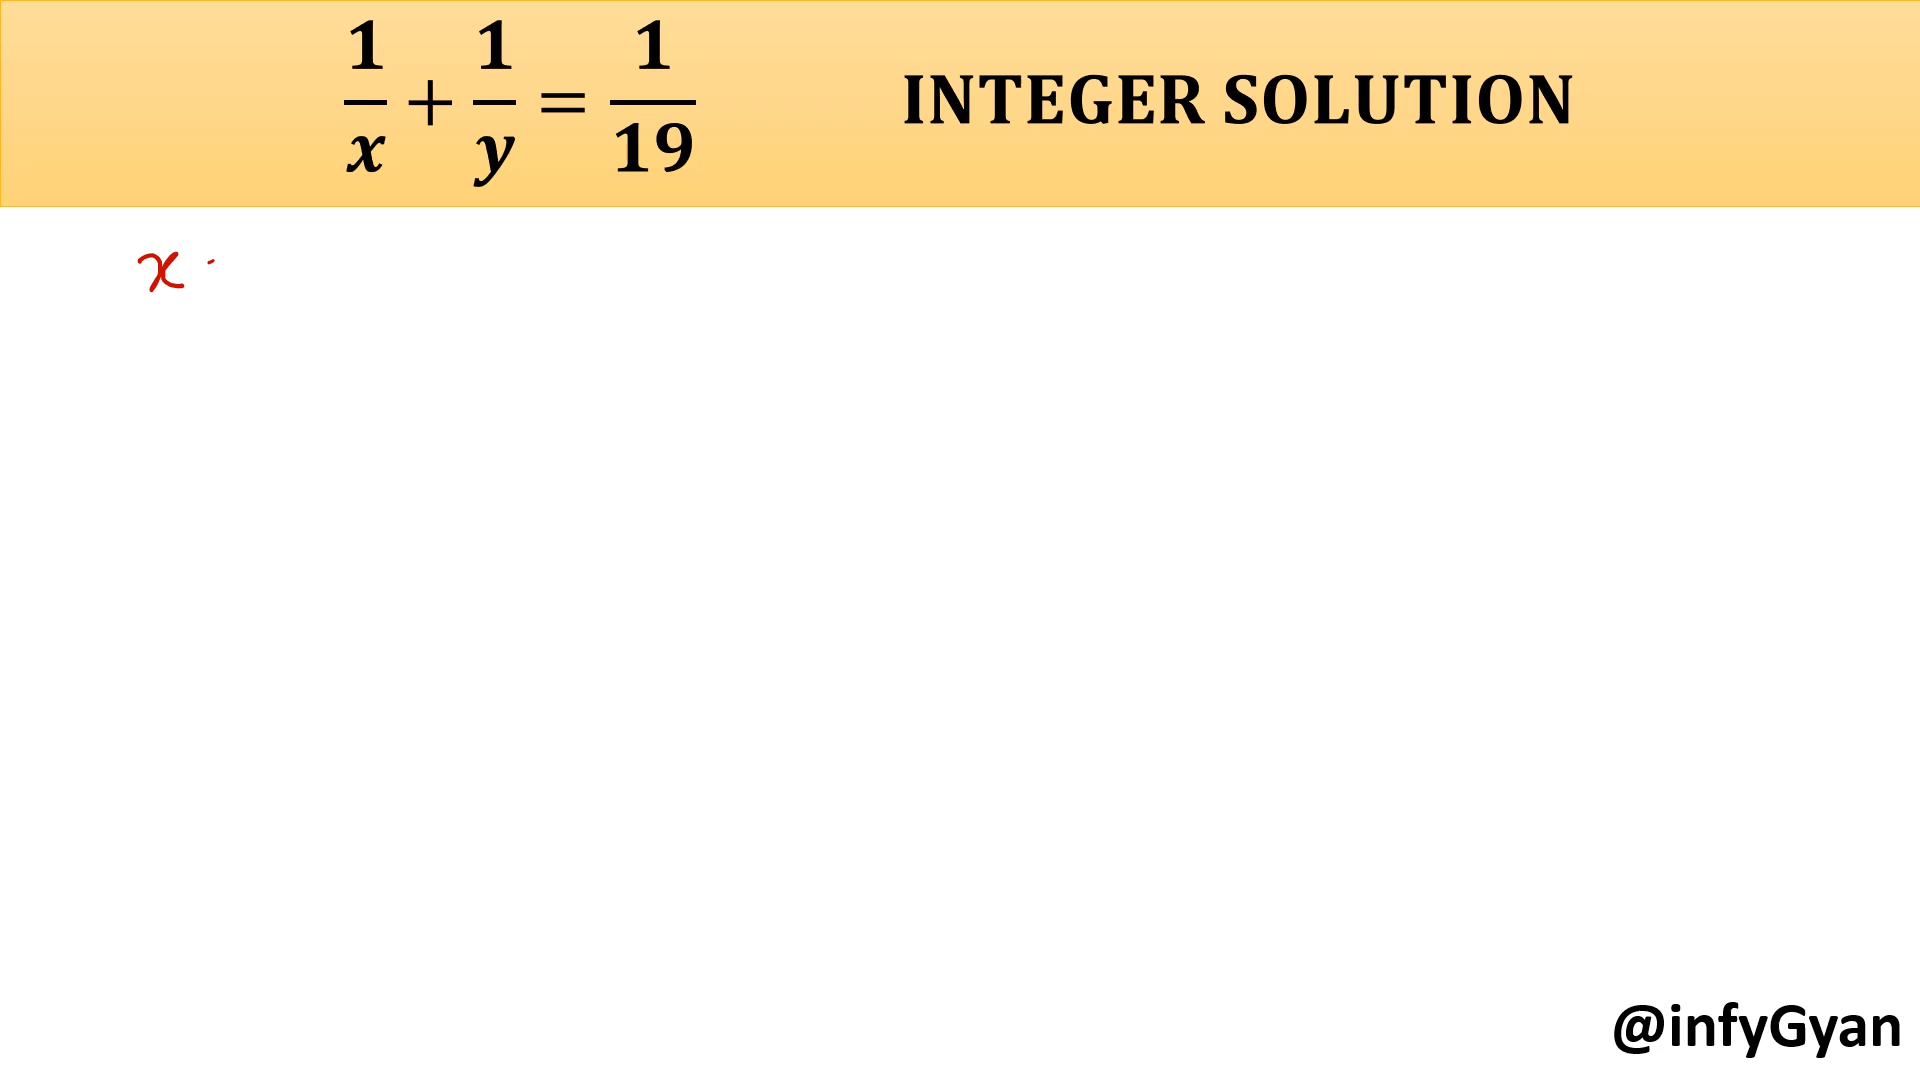 1/x + 1/y = 1/19 INTEGER SOLUTION
x
@infyGyan